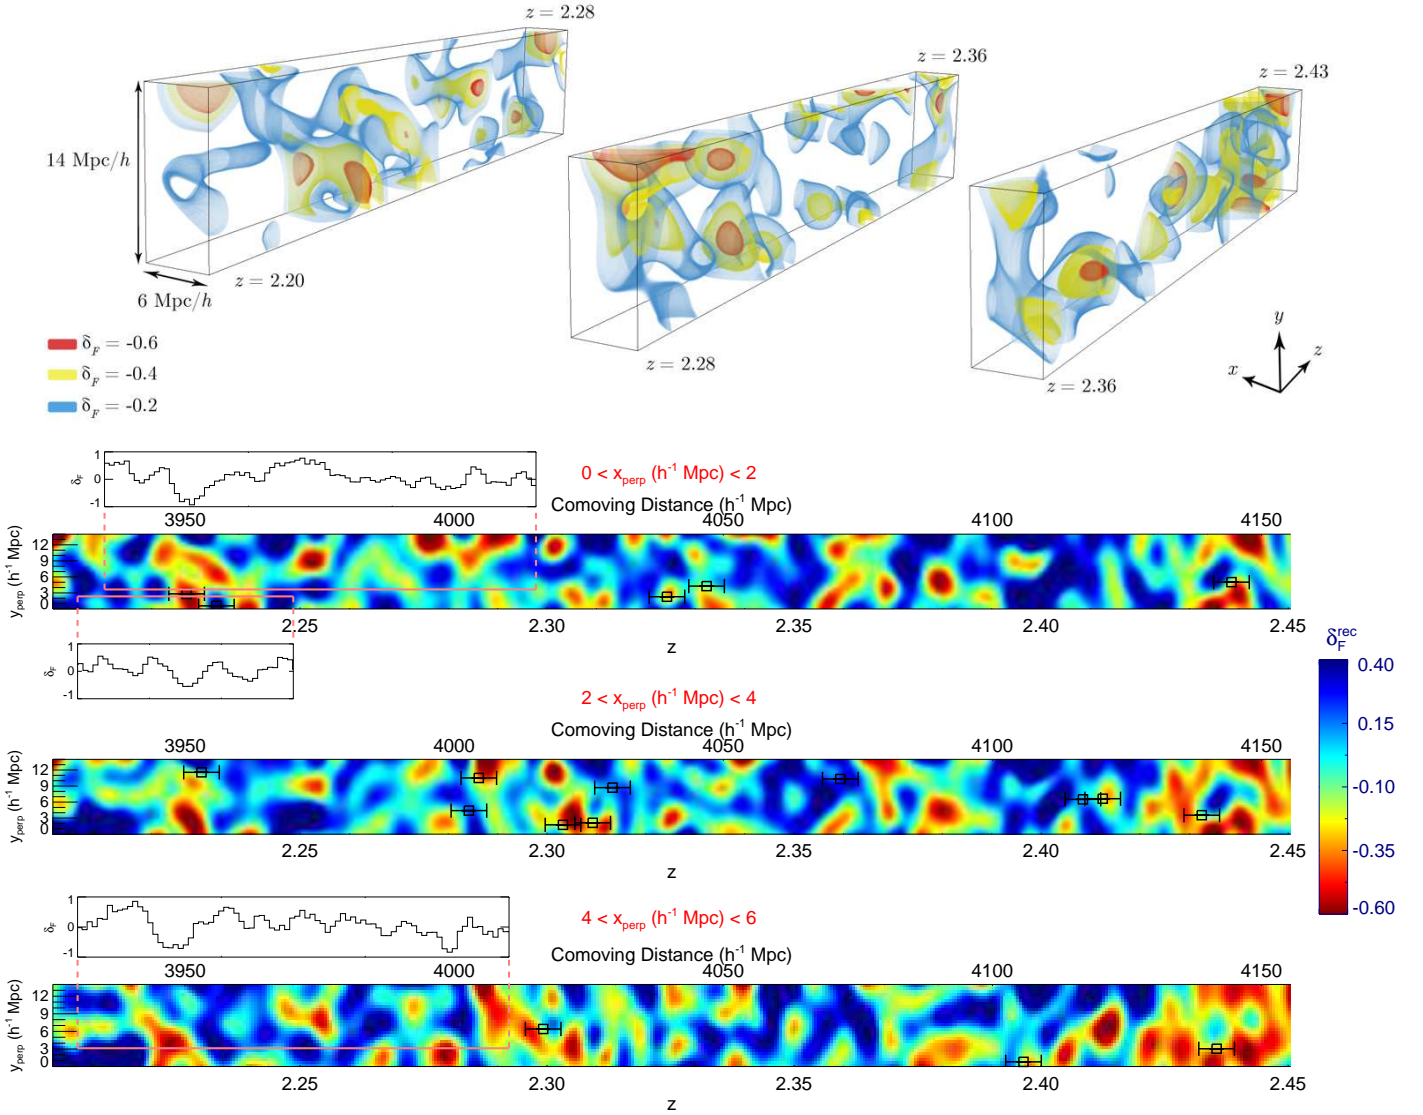 z = 2.28
z = 2.36
z = 2.43
14 Mpc/h
6 Mpc/h
z = 2.20
z = 2.28
z = 2.36
y
x
z
δF = -0.6
δF = -0.4
δF = -0.2
δF
1
0
-1
0 < xperp (h-1 Mpc) < 2
Comoving Distance (h-1 Mpc)
3950 4000 4050 4100 4150
yperp (h-1 Mpc)
12
9
6
3
0
2.25 2.30 2.35 2.40 2.45
z
δF
1
0
-1
2 < xperp (h-1 Mpc) < 4
Comoving Distance (h-1 Mpc)
3950 4000 4050 4100 4150
yperp (h-1 Mpc)
12
9
6
3
0
2.25 2.30 2.35 2.40 2.45
z
δF
1
0
-1
4 < xperp (h-1 Mpc) < 6
Comoving Distance (h-1 Mpc)
3950 4000 4050 4100 4150
yperp (h-1 Mpc)
12
9
6
3
0
2.25 2.30 2.35 2.40 2.45
z
δFrec
0.40
0.15
-0.10
-0.35
-0.60